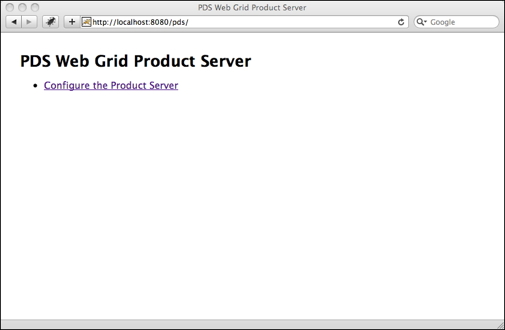 PDS Web Grid Product Server
http://localhost:8080/pds/
Google
PDS Web Grid Product Server
• Configure the Product Server